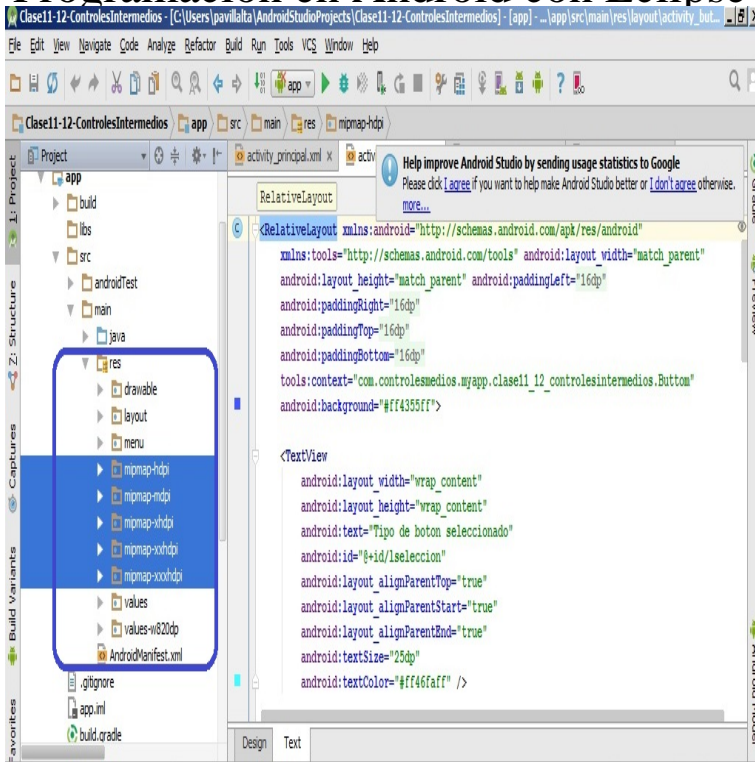 Programación en Android con Eclipse
Clase11-12-ControlesIntermedios - [C:\Users\pavillalta\AndroidStudioProjects\Clase11-12-ControlesIntermedios] - [app] - ...\app\src\main\res\layout\activity_but...
File Edit View Navigate Code Analyze Refactor Build Run Tools VCS Window Help
app
Clase11-12-ControlesIntermedios app src main res mipmap-hdpi
1: Project
Z: Structure
Captures
Build Variants
Favorites
Project
app
build
libs
src
androidTest
main
java
res
drawable
layout
menu
mipmap-hdpi
mipmap-mdpi
mipmap-xhdpi
mipmap-xxhdpi
mipmap-xxxhdpi
values
values-w820dp
AndroidManifest.xml
.gitignore
app.iml
build.gradle
activity_principal.xml
activ
Help improve Android Studio by sending usage statistics to Google
Please click I agree if you want to help make Android Studio better or I don't agree otherwise.
more...
RelativeLayout
<RelativeLayout xmlns:android="http://schemas.android.com/apk/res/android"
xmlns:tools="http://schemas.android.com/tools" android:layout_width="match_parent"
android:layout_height="match_parent" android:paddingLeft="16dp"
android:paddingRight="16dp"
android:paddingTop="16dp"
android:paddingBottom="16dp"
tools:context="com.controlesmedios.myapp.clase11_12_controlesintermedios.Buttom"
android:background="#ff4355ff">
<TextView
android:layout_width="wrap_content"
android:layout_height="wrap_content"
android:text="Tipo de boton seleccionado"
android:id="@+id/lseleccion"
android:layout_alignParentTop="true"
android:layout_alignParentStart="true"
android:layout_alignParentEnd="true"
android:textSize="25dp"
android:textColor="#ff46faff" />
Design Text